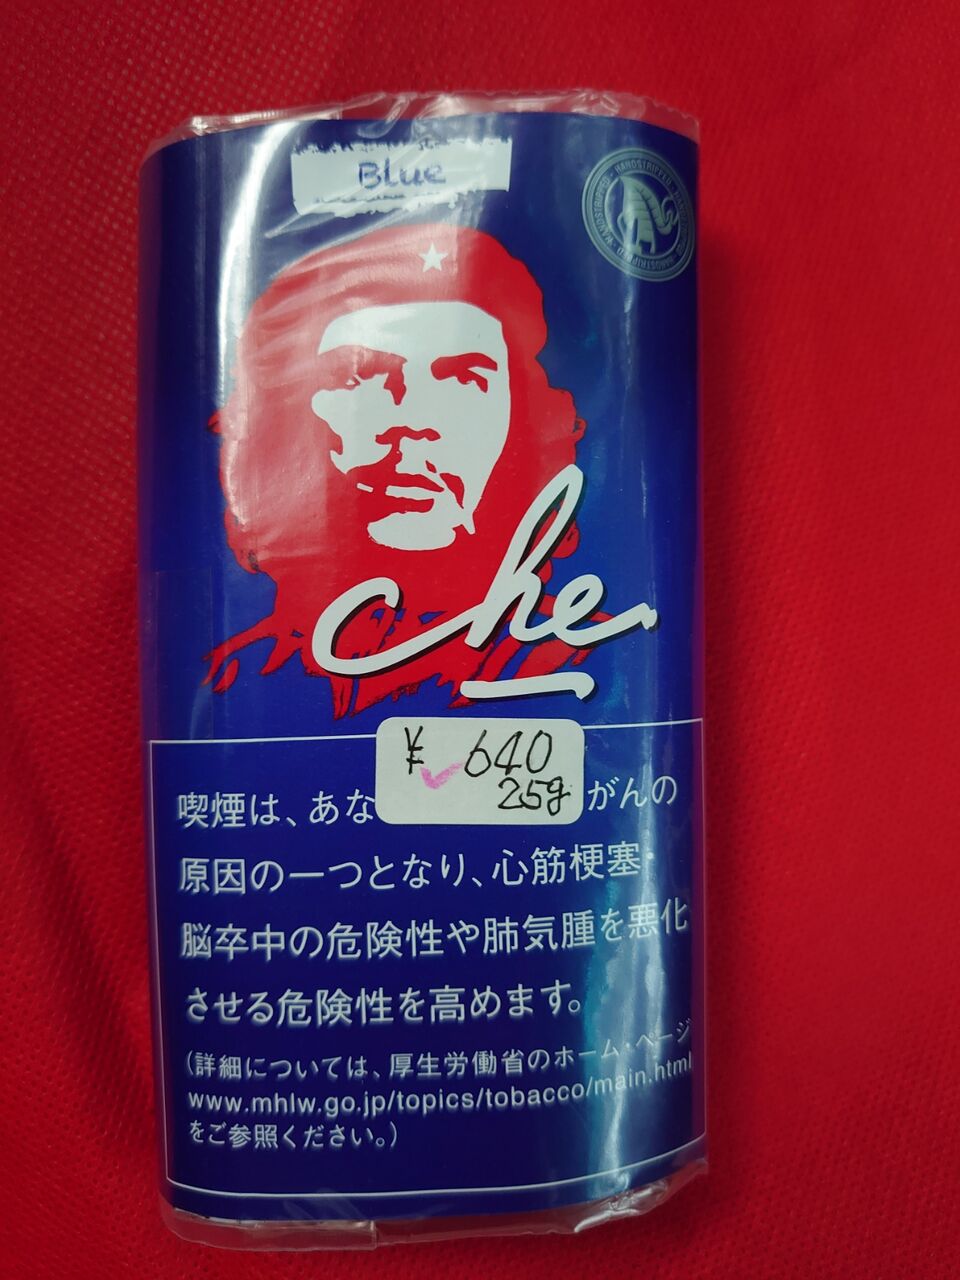 Blue
HANDSTRIPPED
che
¥ 640
25g
喫煙は、あな がんの
原因の一つとなり、心筋梗塞・
脳卒中の危険性や肺気腫を悪化
させる危険性を高めます。
(詳細については、厚生労働省のホーム・ページ
www.mhlw.go.jp/topics/tobacco/main.html
をご参照ください。)